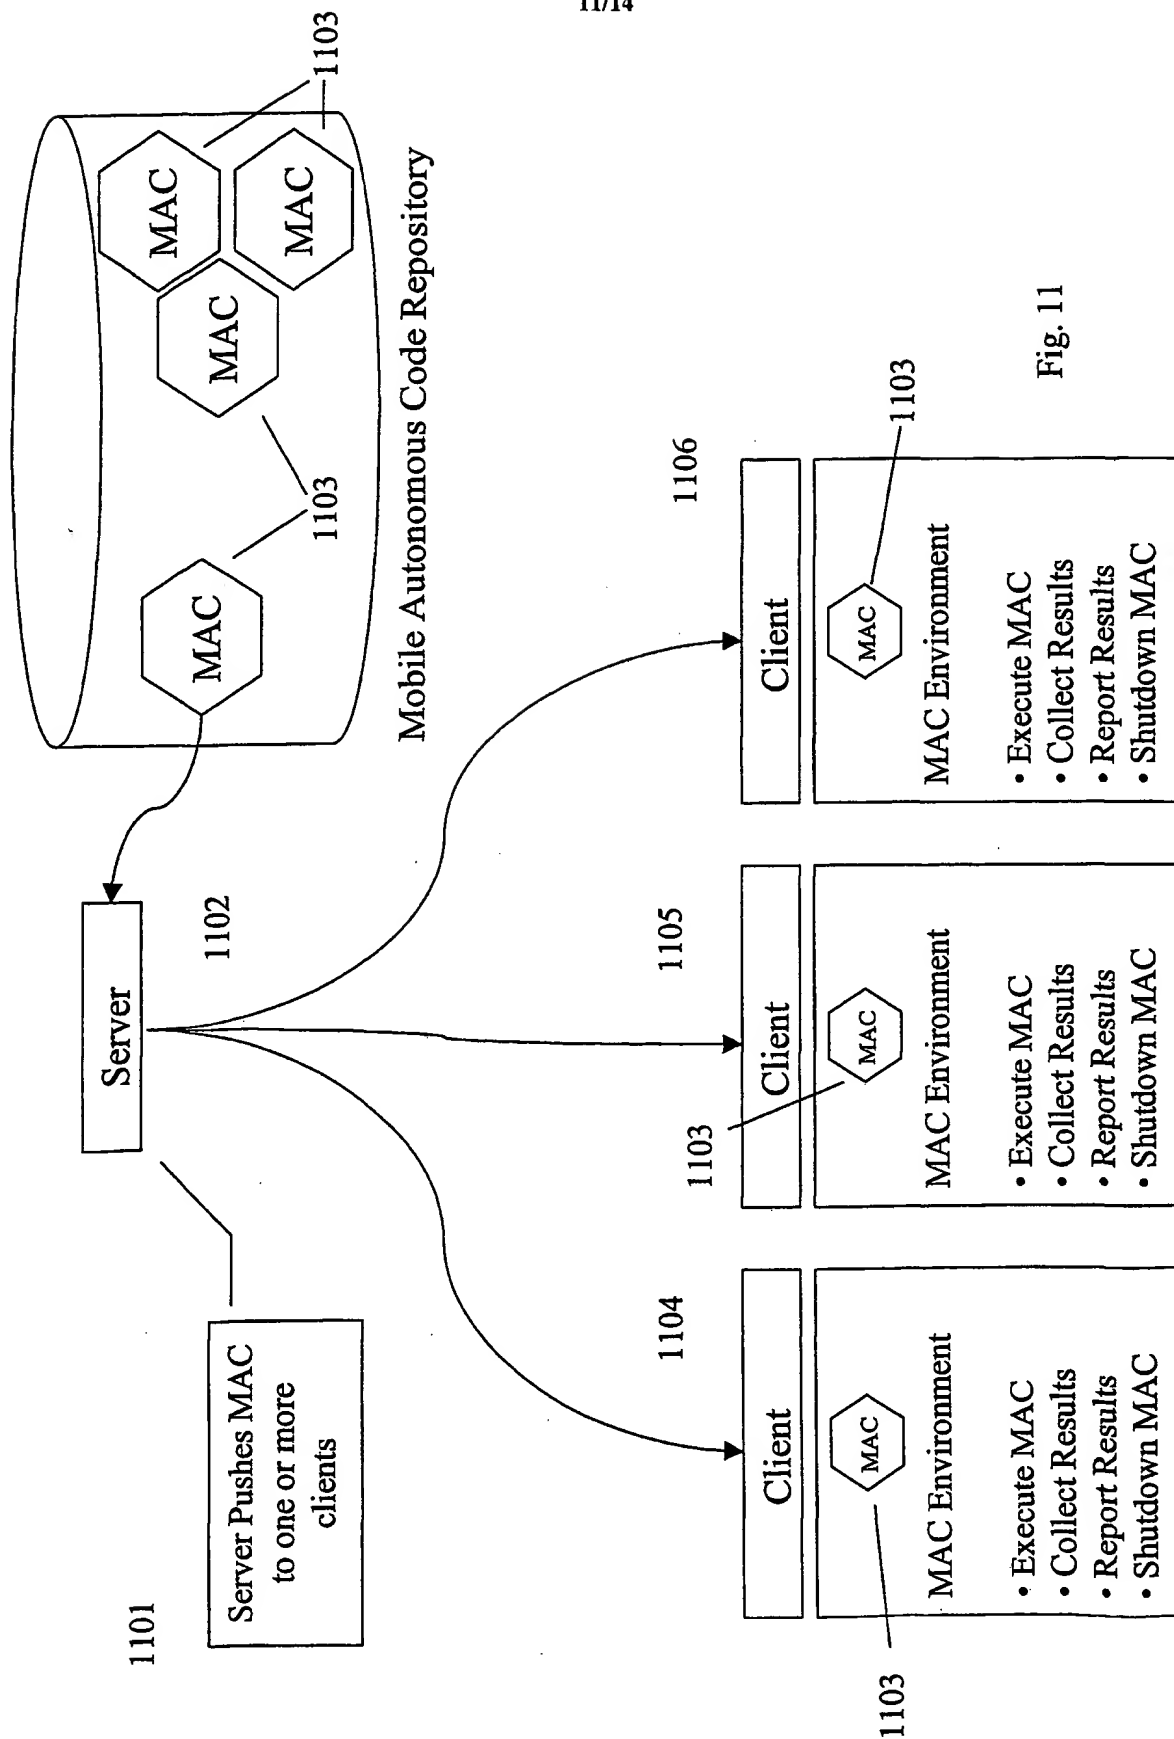 11/14
1101
Server Pushes MAC
to one or more
clients
Server
1102
MAC
1103
MAC
MAC
MAC
1103
Mobile Autonomous Code Repository
1104
Client
MAC
1103
MAC Environment
• Execute MAC
• Collect Results
• Report Results
• Shutdown MAC
1105
Client
1103
MAC
MAC Environment
• Execute MAC
• Collect Results
• Report Results
• Shutdown MAC
1106
Client
MAC
1103
MAC Environment
• Execute MAC
• Collect Results
• Report Results
• Shutdown MAC
Fig. 11